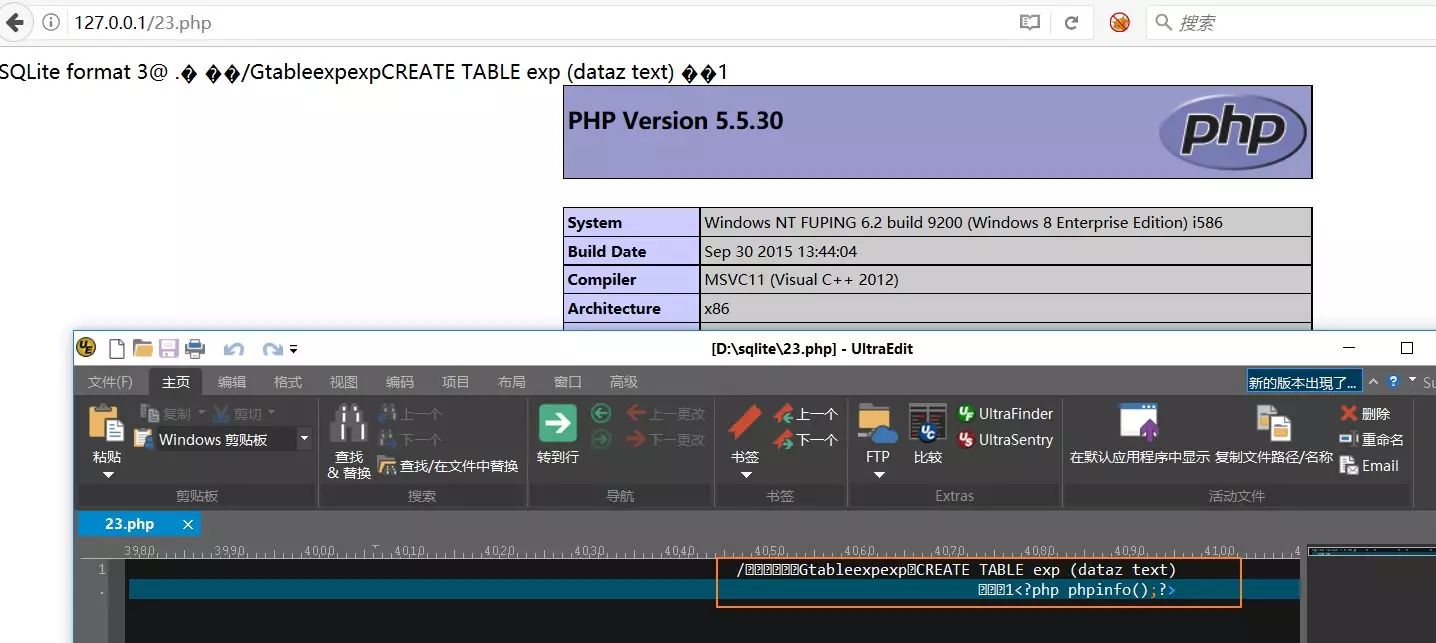 127.0.0.1/23.php
搜索
SQLite format 3@ .� ��/GtableexpexpCREATE TABLE exp (dataz text) ��1
PHP Version 5.5.30
php
System Windows NT FUPING 6.2 build 9200 (Windows 8 Enterprise Edition) i586
Build Date Sep 30 2015 13:44:04
Compiler MSVC11 (Visual C++ 2012)
Architecture x86
[D:\sqlite\23.php] - UltraEdit
文件(F) 主页 编辑 格式 视图 编码 项目 布局 窗口 高级 新的版本出現了... Su
复制 剪切 上一个 上一更改 上一个 UltraFinder 删除
Windows 剪贴板 下一个 下一更改 下一个 UltraSentry 重命名
粘贴 查找 & 替换 查找/在文件中替换 转到行 书签 FTP 比较 在默认应用程序中显示 复制文件路径/名称 Email
剪贴板 搜索 导航 书签 Extras 活动文件
23.php
3980 3990 4000 4010 4020 4030 4040 4050 4060 4070 4080 4090 4100 4
1 /GtableexpexpCREATE TABLE exp (dataz text)
1<?php phpinfo();?>